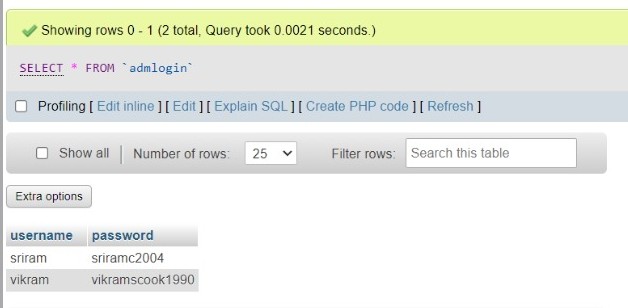 Showing rows 0 - 1 (2 total, Query took 0.0021 seconds.)
SELECT * FROM `admlogin`
Profiling [ Edit inline ] [ Edit ] [ Explain SQL ] [ Create PHP code ] [ Refresh ]
Show all | Number of rows: 25 Filter rows: Search this table
Extra options
username password
sriram sriramc2004
vikram vikramscook1990